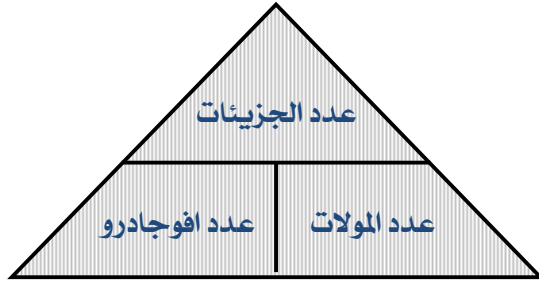 عدد الجزيئات
عدد المولات
عدد افوجادرو